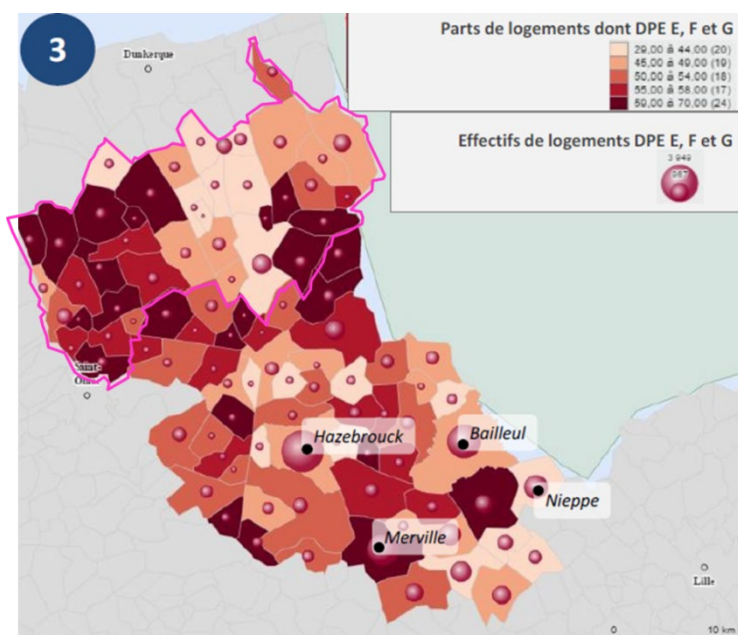 3
Parts de logements dont DPE E, F et G
29,00 à 44,00 (20)
45,00 à 49,00 (19)
50,00 à 54,00 (18)
55,00 à 58,00 (17)
59,00 à 70,00 (24)
Effectifs de logements DPE E, F et G
3 949
987
Dunkerque
Saint-
Om
Hazebrouck
Bailleul
Nieppe
Merville
Lille
0 10 km